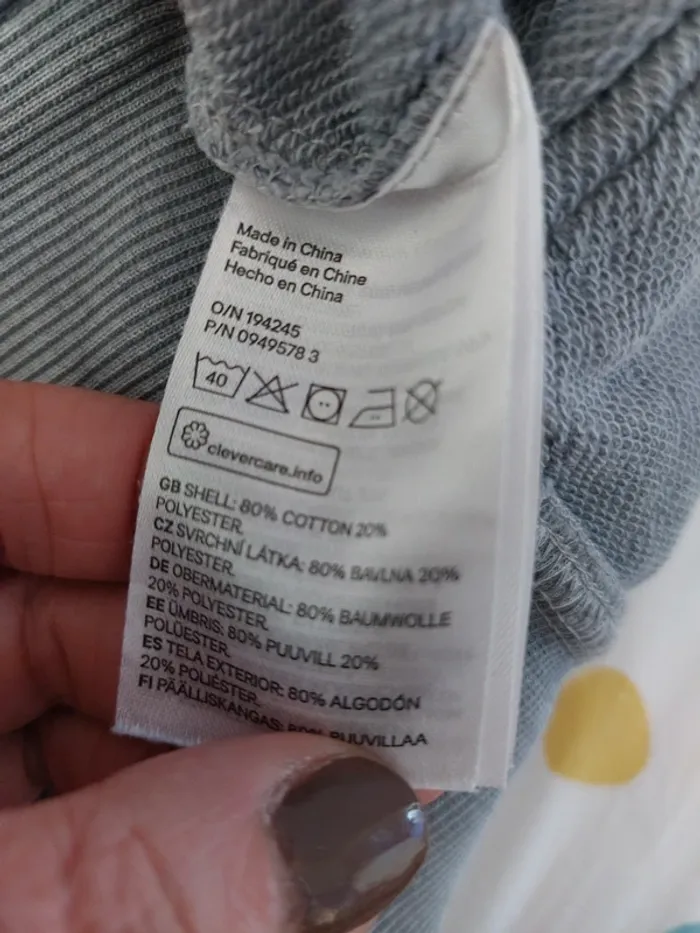 Made in China
Fabriqué en Chine
Hecho en China
O/N 194245
P/N 0949578 3
40
clevercare.info
GB SHELL: 80% COTTON 20%
POLYESTER.
CZ SVRCHNÍ LÁTKA: 80% BAVLNA 20%
POLYESTER.
DE OBERMATERIAL: 80% BAUMWOLLE
20% POLYESTER.
EE ÜMBRIS: 80% PUUVILL 20%
POLÜESTER.
ES TELA EXTERIOR: 80% ALGODÓN
20% POLIÉSTER.
FI PÄÄLLISKANGAS: 80% PUUVILLAA